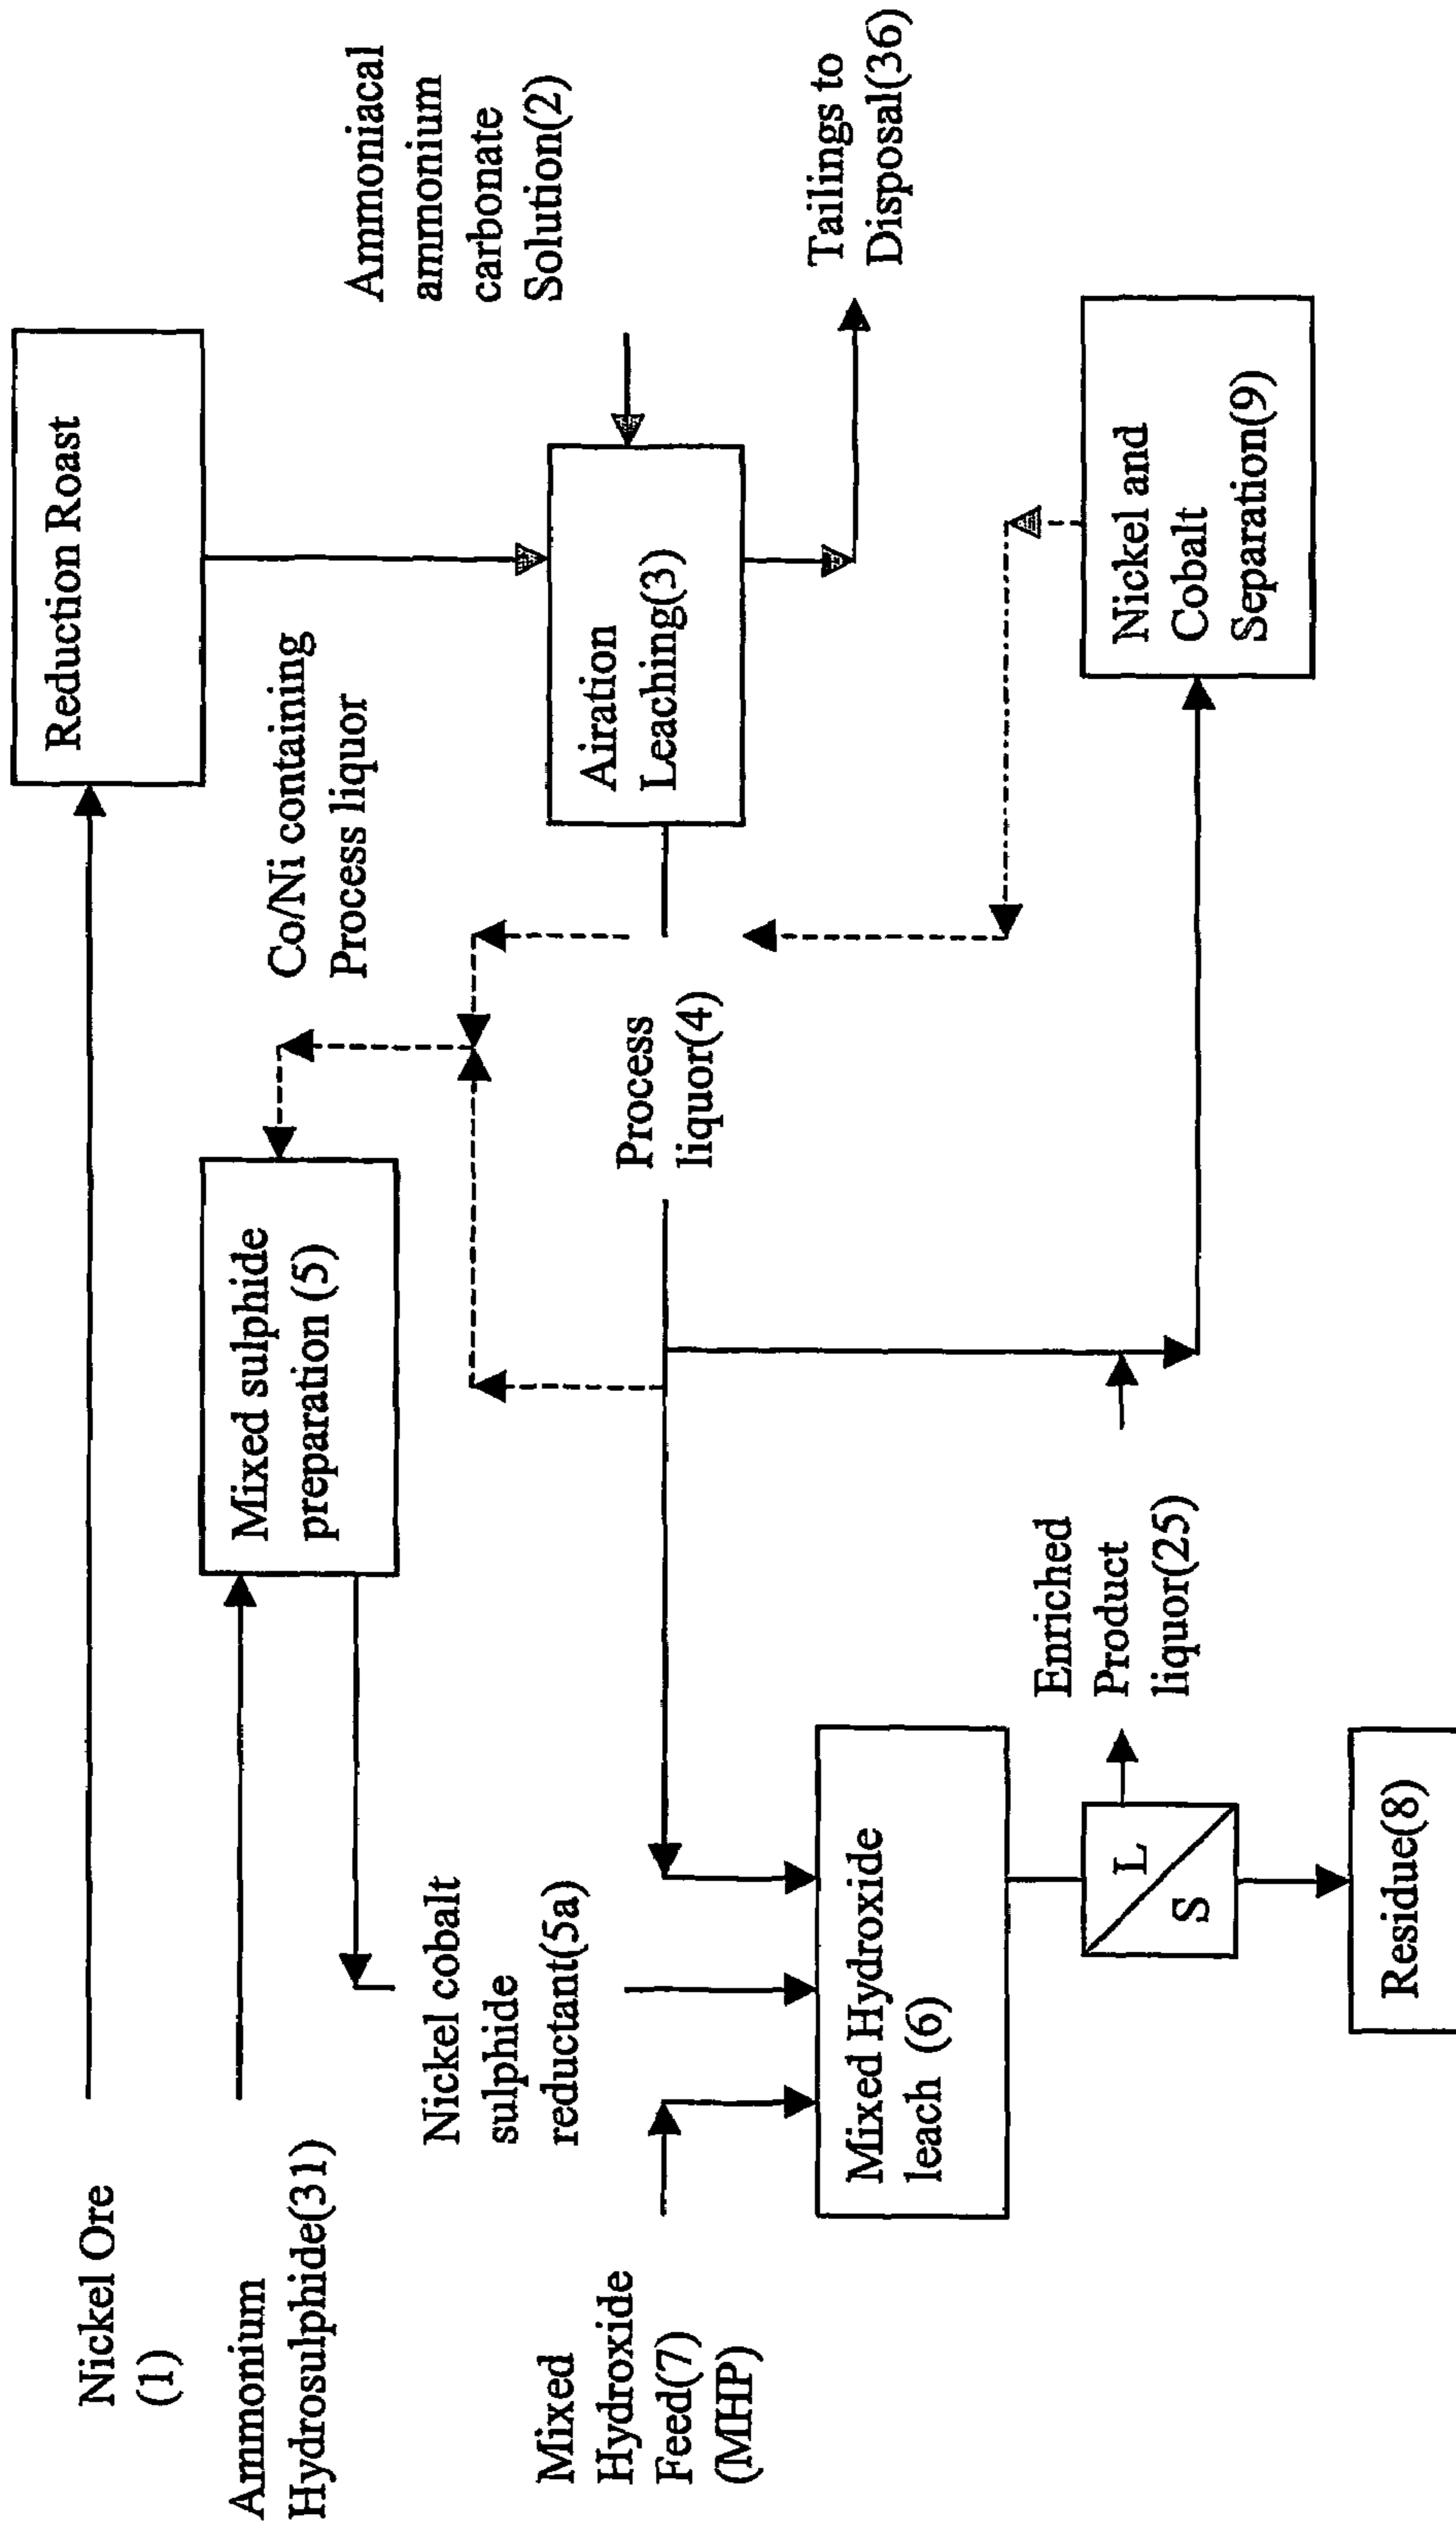 Nickel Ore
(1)
Reduction Roast
Ammonium
Hydrosulphide(31)
Mixed sulphide
preparation (5)
Co/Ni containing
Process liquor
Ammoniacal
ammonium
carbonate
Solution(2)
Nickel cobalt
sulphide
reductant(5a)
Airation
Leaching(3)
Mixed
Hydroxide
Feed(7)
(MHP)
Process
liquor(4)
Tailings to
Disposal(36)
Mixed Hydroxide
leach (6)
Enriched
Product
liquor(25)
Nickel and
Cobalt
Separation(9)
L
S
Residue(8)